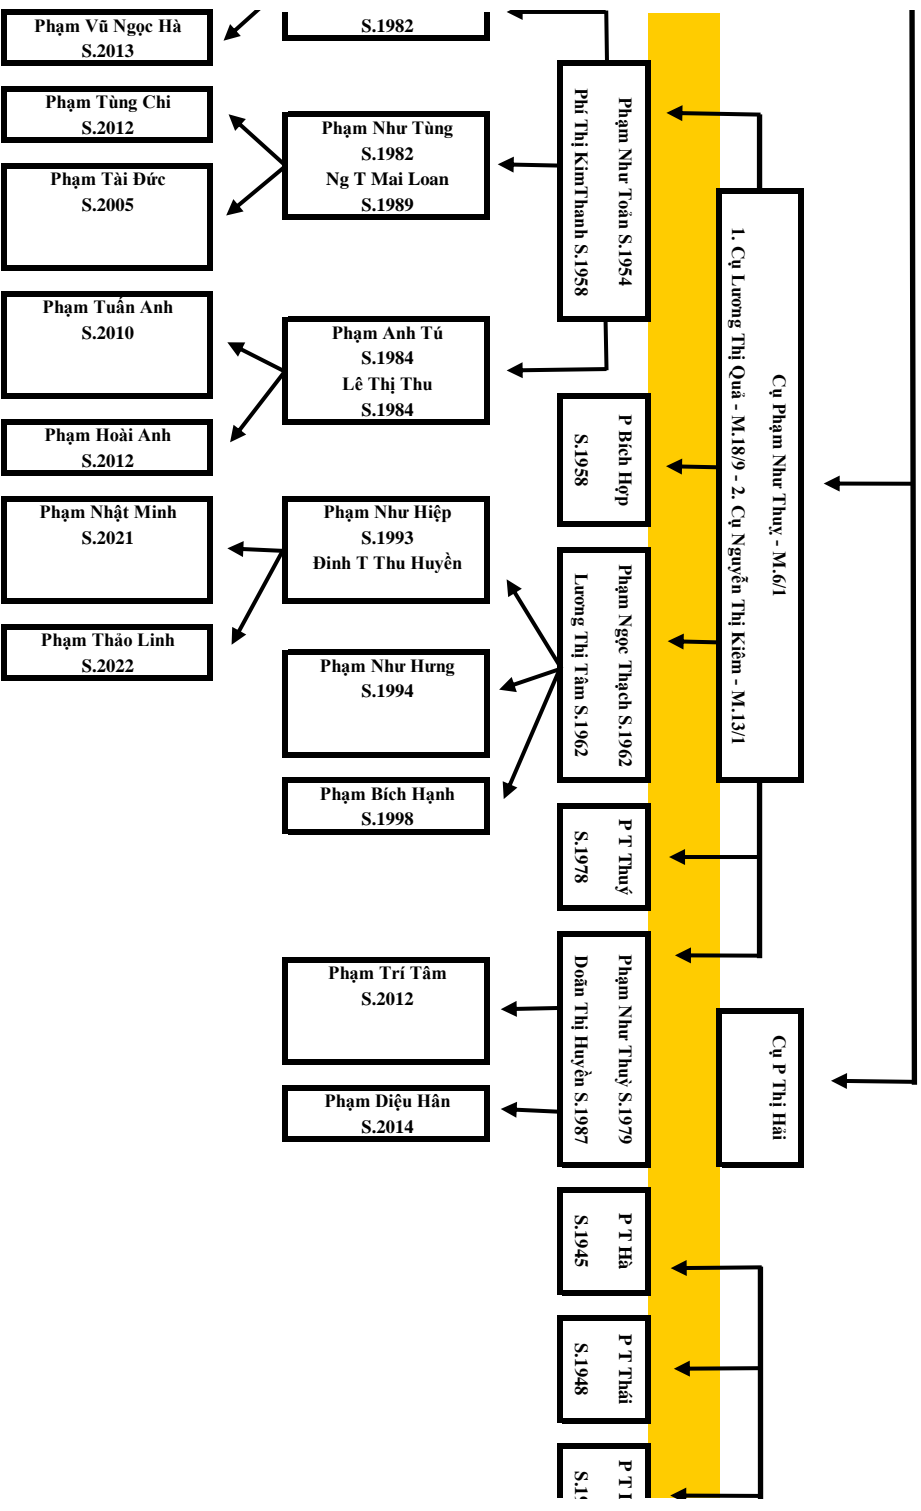 Phạm Vũ Ngọc Hà
S.2013
Phạm Tùng Chi
S.2012
Phạm Tài Đức
S.2005
Phạm Tuấn Anh
S.2010
Phạm Hoài Anh
S.2012
Phạm Nhật Minh
S.2021
Phạm Thảo Linh
S.2022
S.1982
Phạm Như Tùng
S.1982
Ng T Mai Loan
S.1989
Phạm Anh Tú
S.1984
Lê Thị Thu
S.1984
Phạm Như Hiệp
S.1993
Đinh T Thu Huyền
Phạm Như Hưng
S.1994
Phạm Bích Hạnh
S.1998
Phạm Trí Tâm
S.2012
Phạm Diệu Hân
S.2014
Phạm Như Toản S.1954
Phí Thị KimThanh S.1958
P Bích Hợp
S.1958
Phạm Ngọc Thạch S.1962
Lương Thị Tâm S.1962
P T Thuý
S.1978
Phạm Như Thuỳ S.1979
Doãn Thị Huyền S.1987
P T Hà
S.1945
P T Thái
S.1948
P T
Cụ Phạm Như Thuỵ - M.6/1
1. Cụ Lương Thị Quả - M.18/9 - 2. Cụ Nguyễn Thị Kiêm - M.13/1
Cụ P Thị Hải